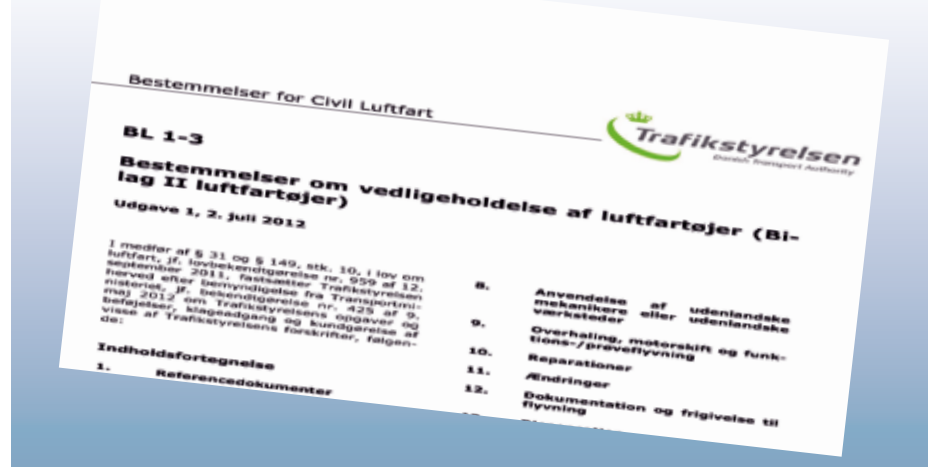 Bestemmelser for Civil Luftfart
Trafikstyrelsen
Danish Transport Authority
BL 1-3
Bestemmelser om vedligeholdelse af luftfartøjer (Bi-
lag II luftfartøjer)
Udgave 1, 2. juli 2012
I medfør af § 31 og § 149, stk. 10, i lov om
luftfart, jf. lovbekendtgørelse nr. 959 af 12.
september 2011, fastsætter Trafikstyrelsen
herved efter bemyndigelse fra Transportmi-
nisteriet, jf. bekendtgørelse nr. 425 af 9.
maj 2012 om Trafikstyrelsens opgaver og
beføjelser, klageadgang og kundgørelse af
visse af Trafikstyrelsens forskrifter, følgen-
de:
Indholdsfortegnelse
1. Referencedokumenter
8. Anvendelse af udenlandske
mekanikere eller udenlandske
værksteder
9. Overhaling, motorskift og funk-
tions-/prøveflyvning
10. Reparationer
11. Ændringer
12. Dokumentation og frigivelse til
flyvning